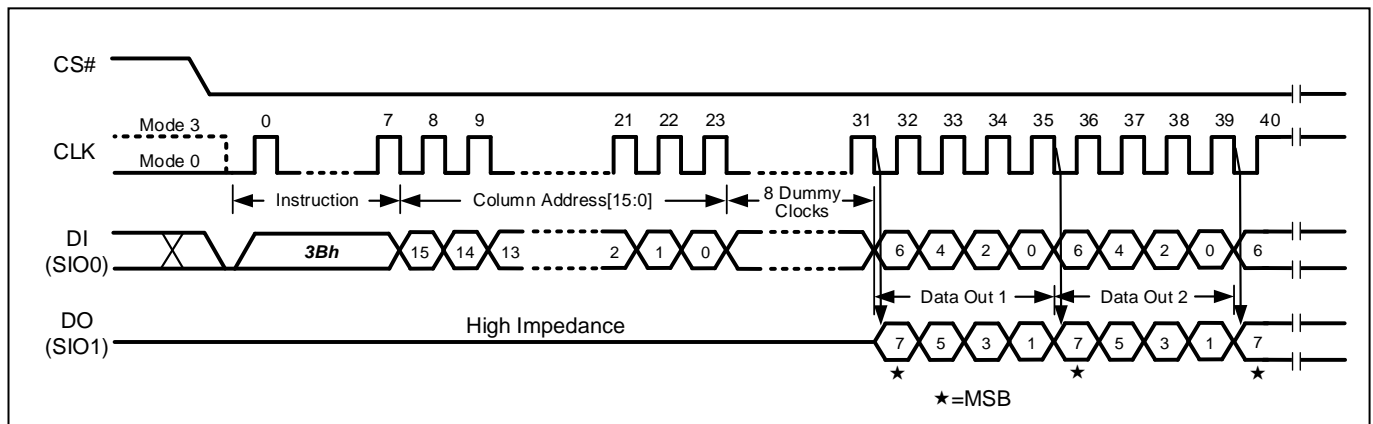 CS#
0 7 8 9 21 22 23 31 32 33 34 35 36 37 38 39 40
Mode 3
CLK
Mode 0
Instruction Column Address[15:0] 8 Dummy
Clocks
DI
(SIO0)
3Bh 15 14 13 2 1 0 6 4 2 0 6 4 2 0 6
Data Out 1 Data Out 2
DO
(SIO1)
High Impedance
7 5 3 1 7 5 3 1 7
★ ★ ★
★=MSB